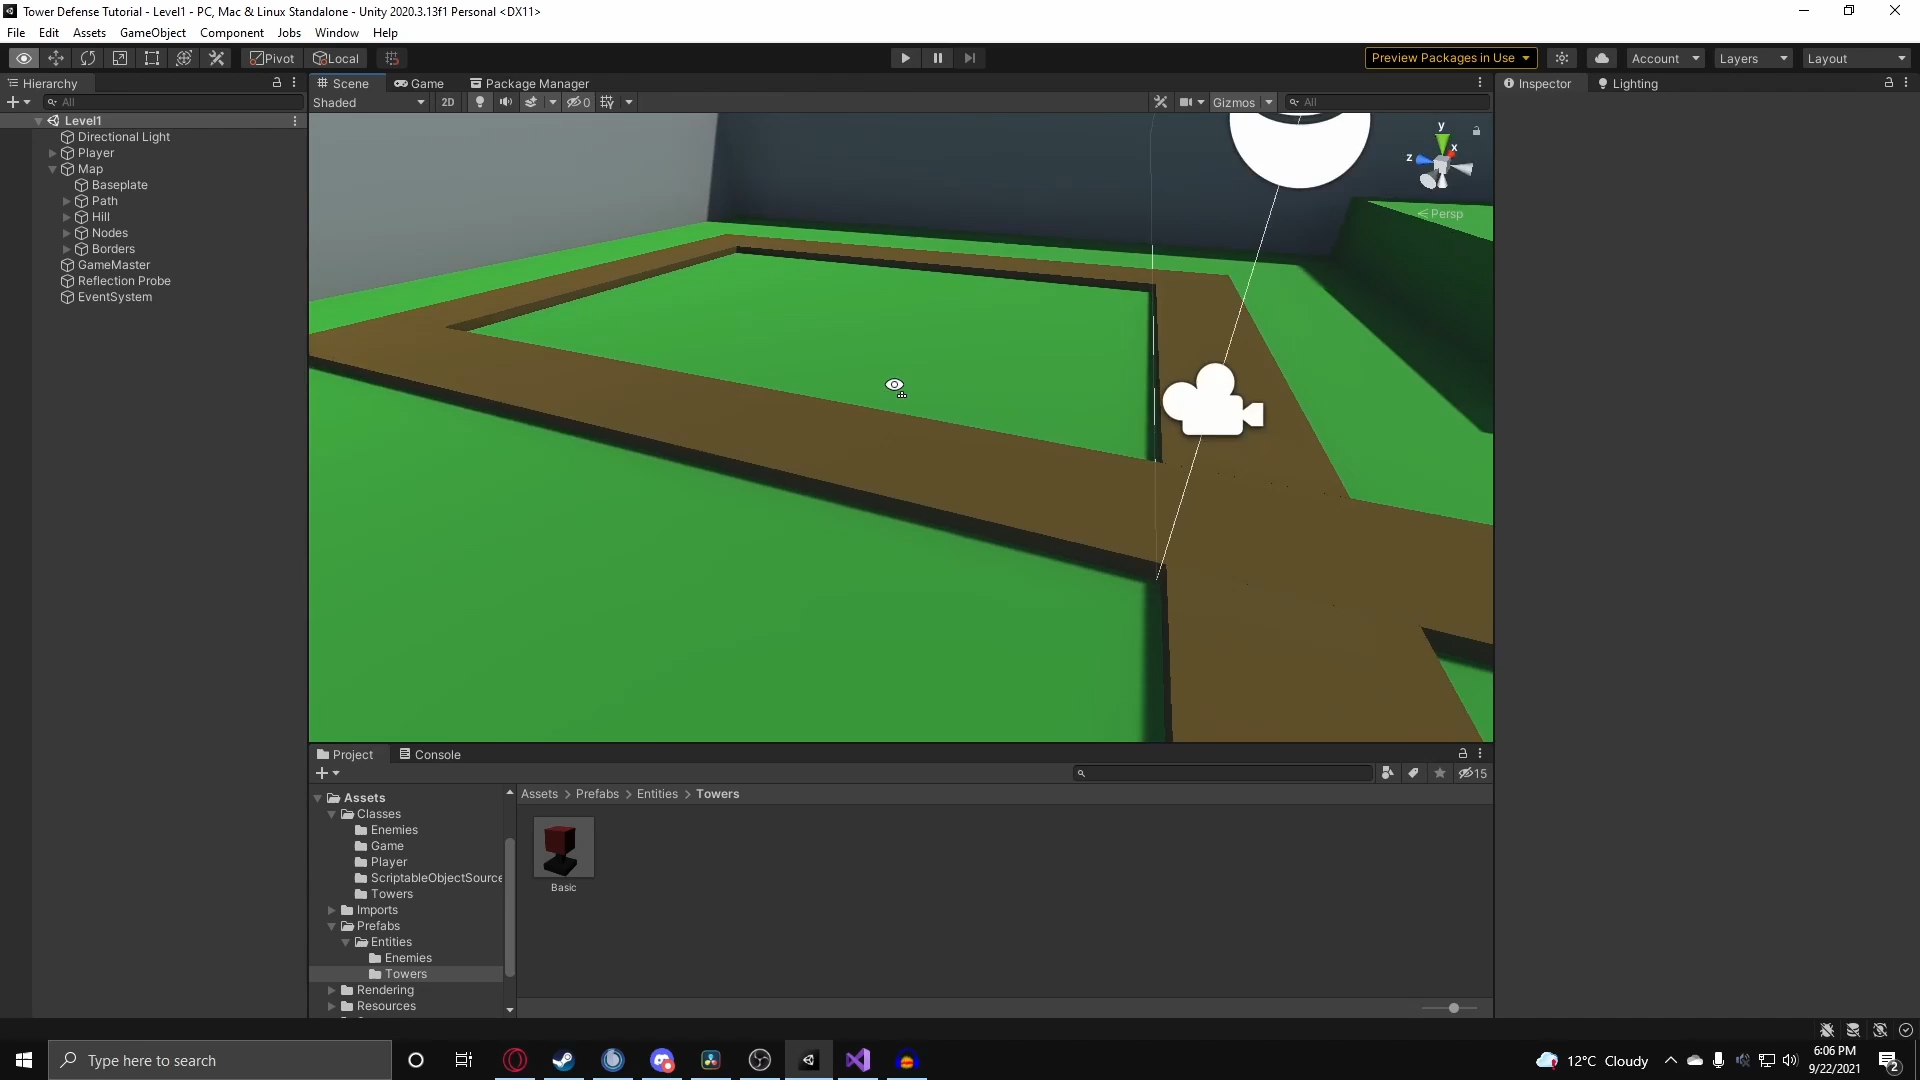 Tower Defense Tutorial - Level1 - PC, Mac & Linux Standalone - Unity 2020.3.13f1 Personal <DX11>
File Edit Assets GameObject Component Jobs Window Help
Pivot Local Preview Packages in Use Account Layers Layout
Hierarchy Scene Game Package Manager Inspector Lighting
All Shaded 2D 0 Gizmos All
Level1
Directional Light
Player
Map
Baseplate
Path
Hill
Nodes
Borders
GameMaster
Reflection Probe
EventSystem
y
x
z
Persp
Project Console
15
Assets
Classes
Enemies
Game
Player
ScriptableObjectSource
Towers
Imports
Prefabs
Entities
Enemies
Towers
Rendering
Resources
Assets > Prefabs > Entities > Towers
Basic
Type here to search
12°C Cloudy
6:06 PM
9/22/2021
2